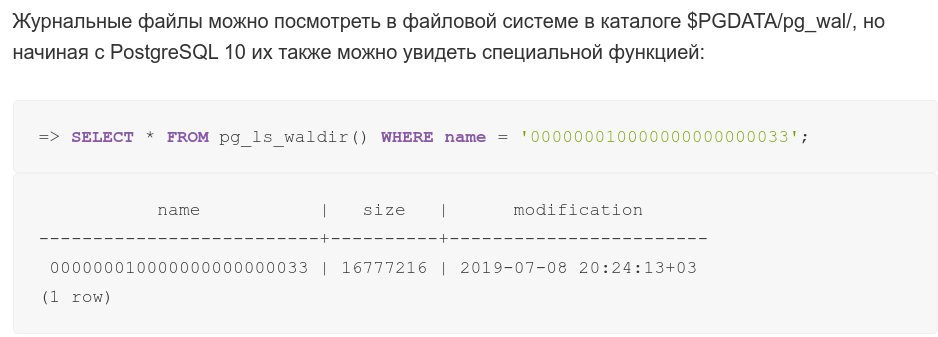 Журнальные файлы можно посмотреть в файловой системе в каталоге $PGDATA/pg_wal/, но
начиная с PostgreSQL 10 их также можно увидеть специальной функцией:
=> SELECT * FROM pg_ls_waldir() WHERE name = '000000010000000000000033';
           name           |   size   |      modification
--------------------------+----------+------------------------
 000000010000000000000033 | 16777216 | 2019-07-08 20:24:13+03
(1 row)